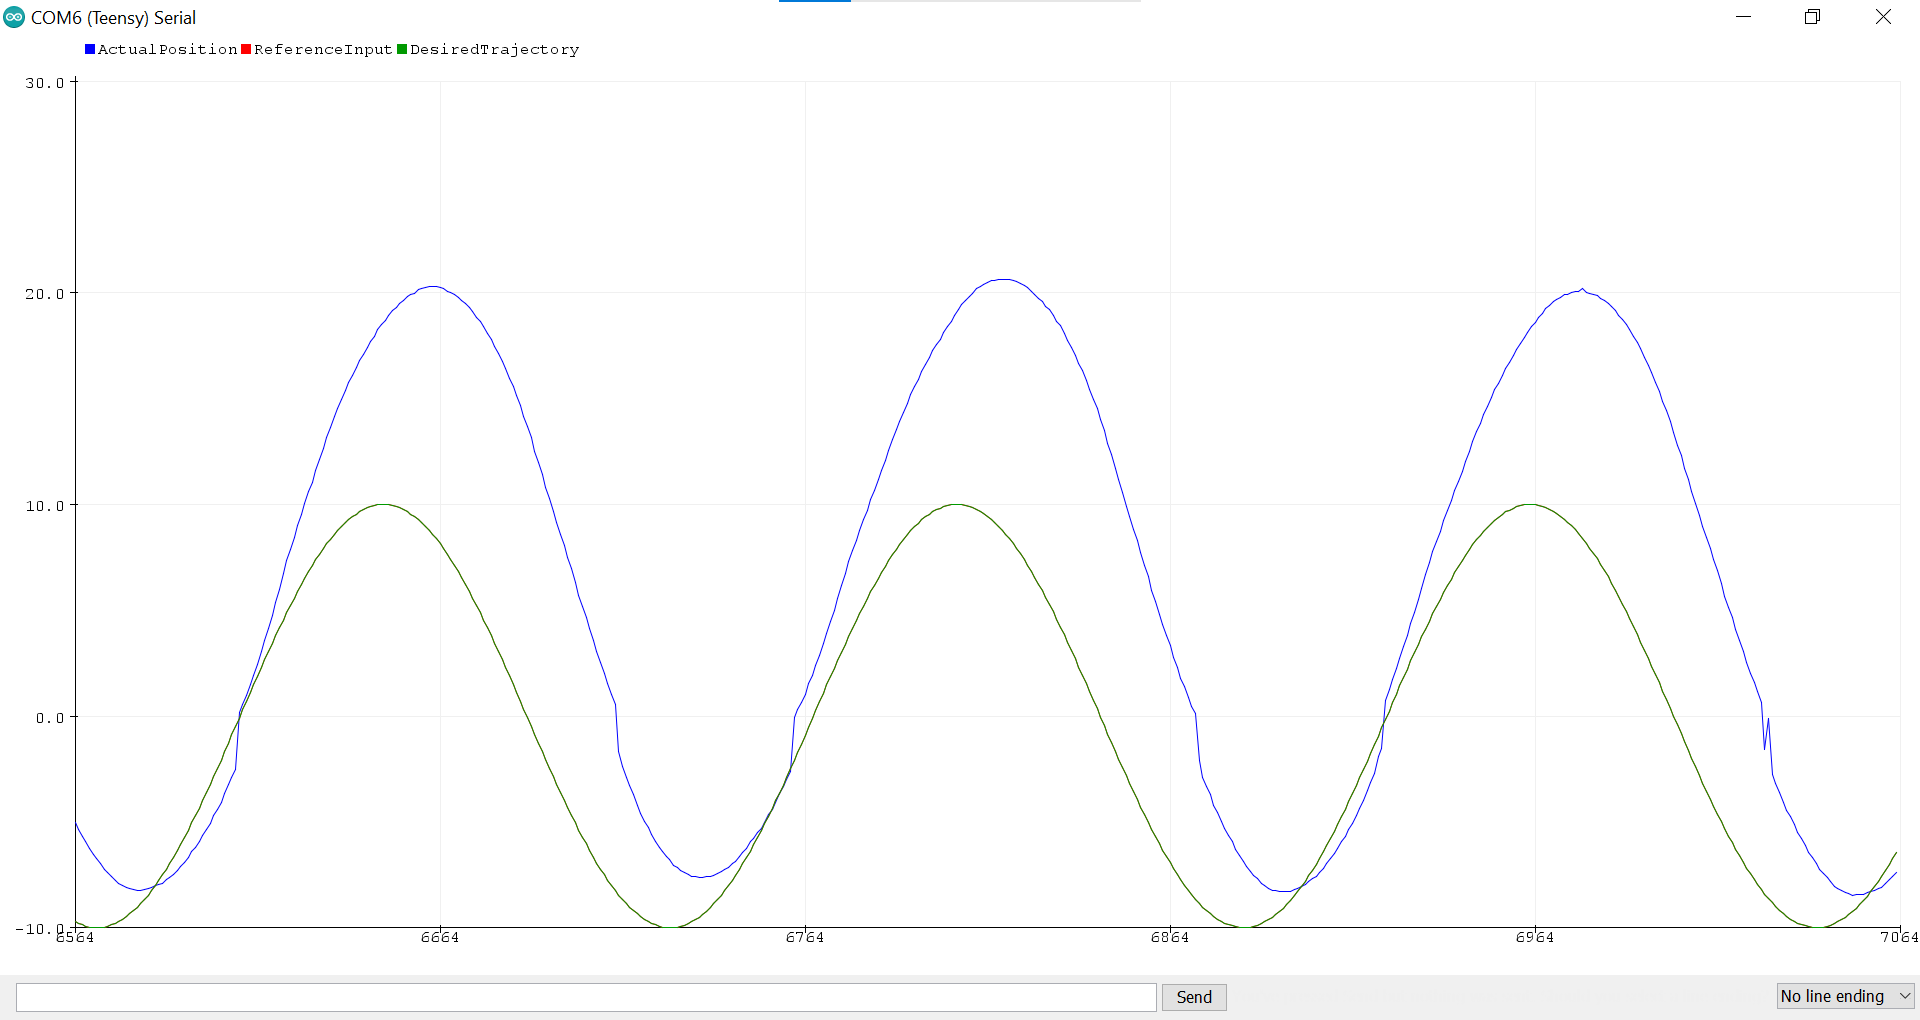 COM6 (Teensy) Serial
ActualPosition ReferenceInput DesiredTrajectory
30.0
20.0
10.0
0.0
-10.0
6564 6664 6764 6864 6964 7064
Send No line ending